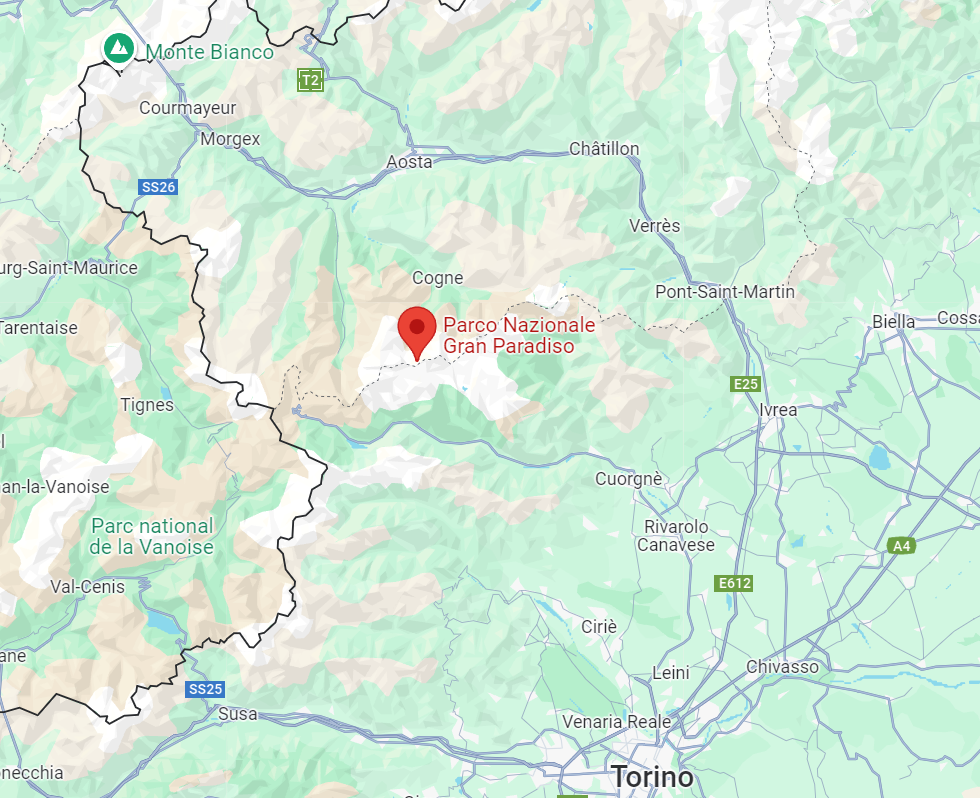 Monte Bianco
T2
Courmayeur
Morgex
Châtillon
Aosta
SS26
Verrès
urg-Saint-Maurice
Cogne
Pont-Saint-Martin
Parco Nazionale
Gran Paradiso
Biella
Cossa
Tarentaise
E25
Tignes
Ivrea
l
an-la-Vanoise
Cuorgnè
Parc national
de la Vanoise
Rivarolo
Canavese
A4
E612
Val-Cenis
Ciriè
ane
Leini
Chivasso
SS25
Susa
Venaria Reale
onecchia
Torino